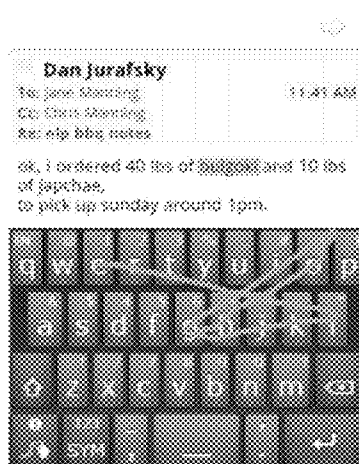 Dan Jurafsky
To: Jane Manning
11:41 AM
Cc: Chris Manning
Re: nlp bbq notes
ok, i ordered 40 lbs of bulgogi and 10 lbs
of japchae,
to pick up sunday around 1pm.
q w e r t y u i o p
a s d f g h j k l
z x c v b n m
SYM